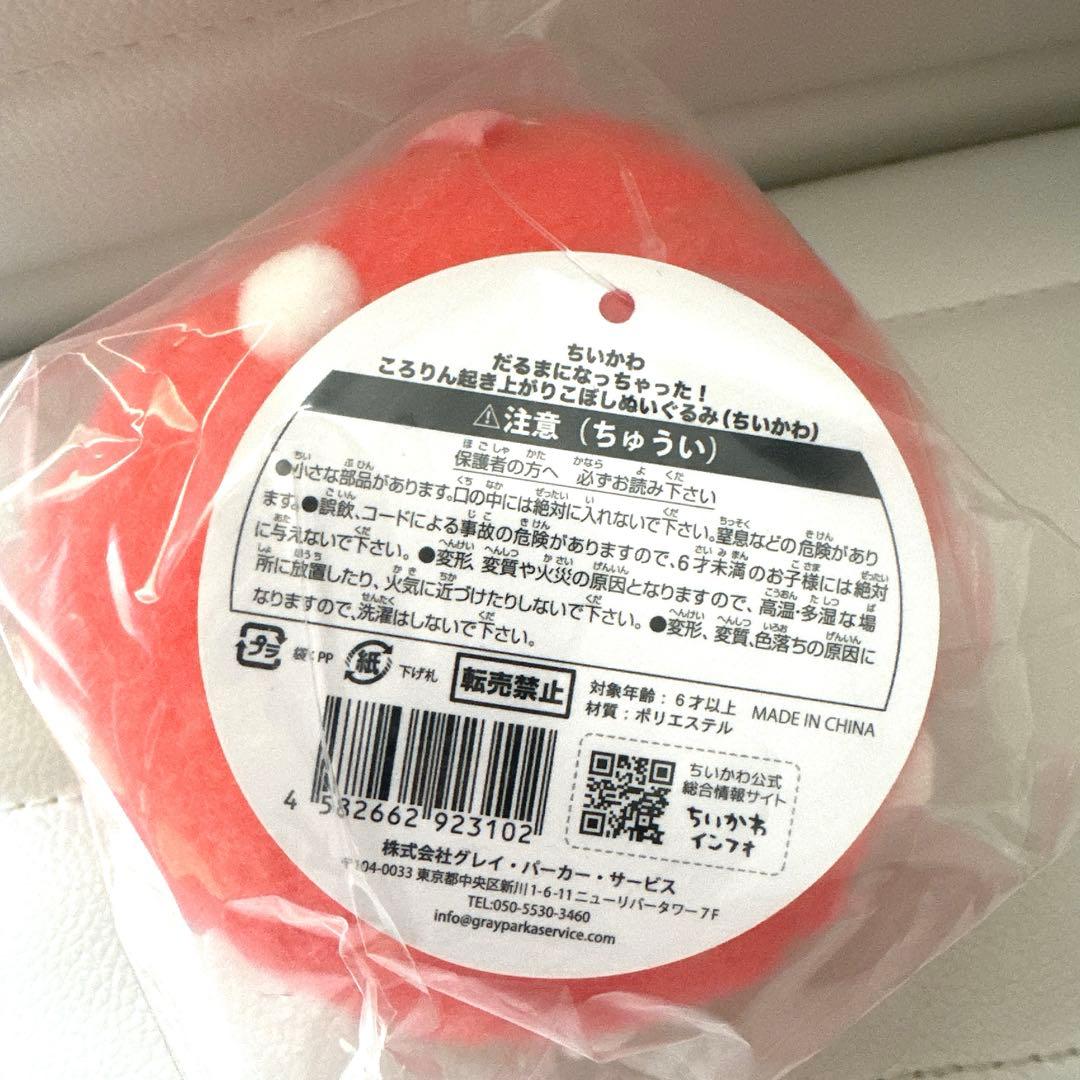 ちいかわ
だるまになっちゃった！
ころりん起き上がりこぼしぬいぐるみ(ちいかわ)
⚠注意（ちゅうい）
保護者の方へ 必ずお読み下さい
●小さな部品があります。口の中には絶対に入れないで下さい。窒息などの危険があり
ます。●誤飲、コードによる事故の危険がありますので、6才未満のお子様には絶対
に与えないで下さい。●変形、変質や火災の原因となりますので、高温・多湿な場
所に放置したり、火気に近づけたりしないで下さい。●変形、変質、色落ちの原因に
なりますので、洗濯はしないで下さい。
プラ 袋：PP 紙 下げ札 転売禁止
対象年齢：6才以上
材質：ポリエステル MADE IN CHINA
4 582662 923102
ちいかわ公式
総合情報サイト
ちいかわ
インフォ
株式会社グレイ・パーカー・サービス
〒104-0033 東京都中央区新川1-6-11ニューリバータワー7F
TEL:050-5530-3460
info@grayparkaservice.com